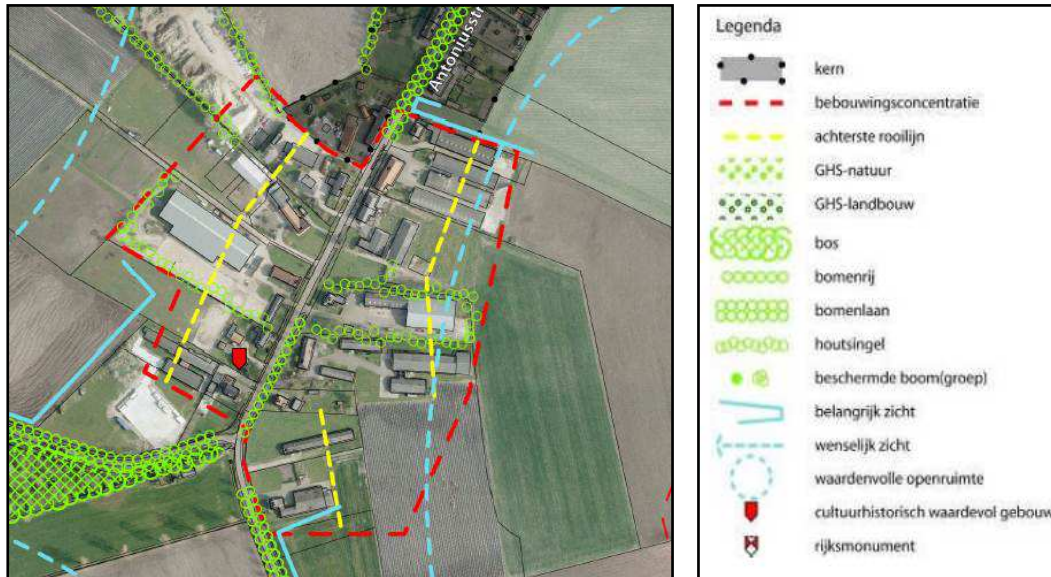 Antoniusstr
Legenda
kern
bebouwingsconcentratie
achterste rooilijn
GHS-natuur
GHS-landbouw
bos
bomenrij
bomenlaan
houtsingel
beschermde boom(groep)
belangrijk zicht
wenselijk zicht
waardenvolle openruimte
cultuurhistorisch waardevol gebouw
rijksmonument